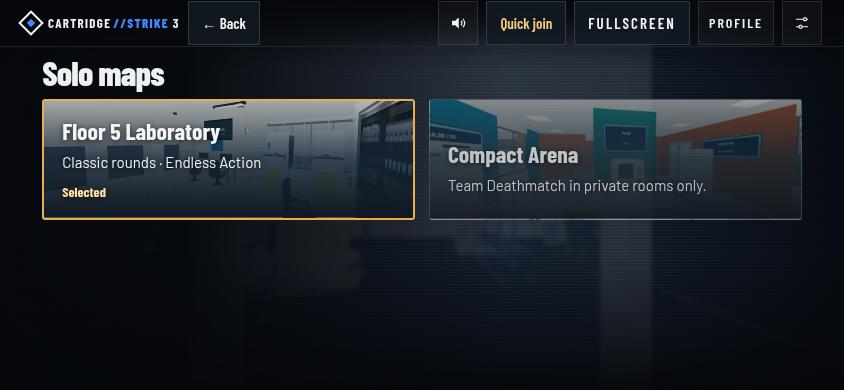 CARTRIDGE //STRIKE 3
← Back
Quick join
FULLSCREEN
PROFILE
Solo maps
Floor 5 Laboratory
Classic rounds · Endless Action
Selected
Compact Arena
Team Deathmatch in private rooms only.